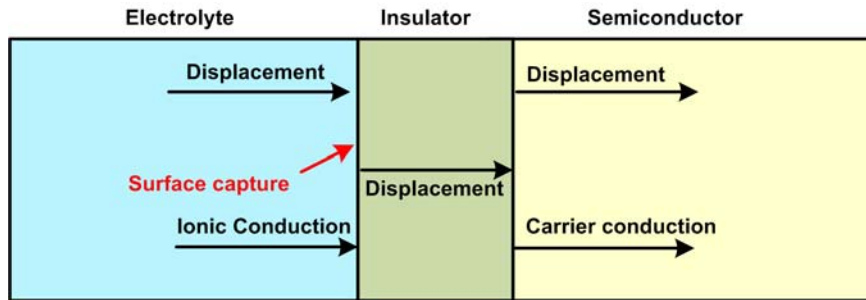 Electrolyte Insulator Semiconductor
Displacement Displacement
Surface capture
Displacement
Ionic Conduction Carrier conduction